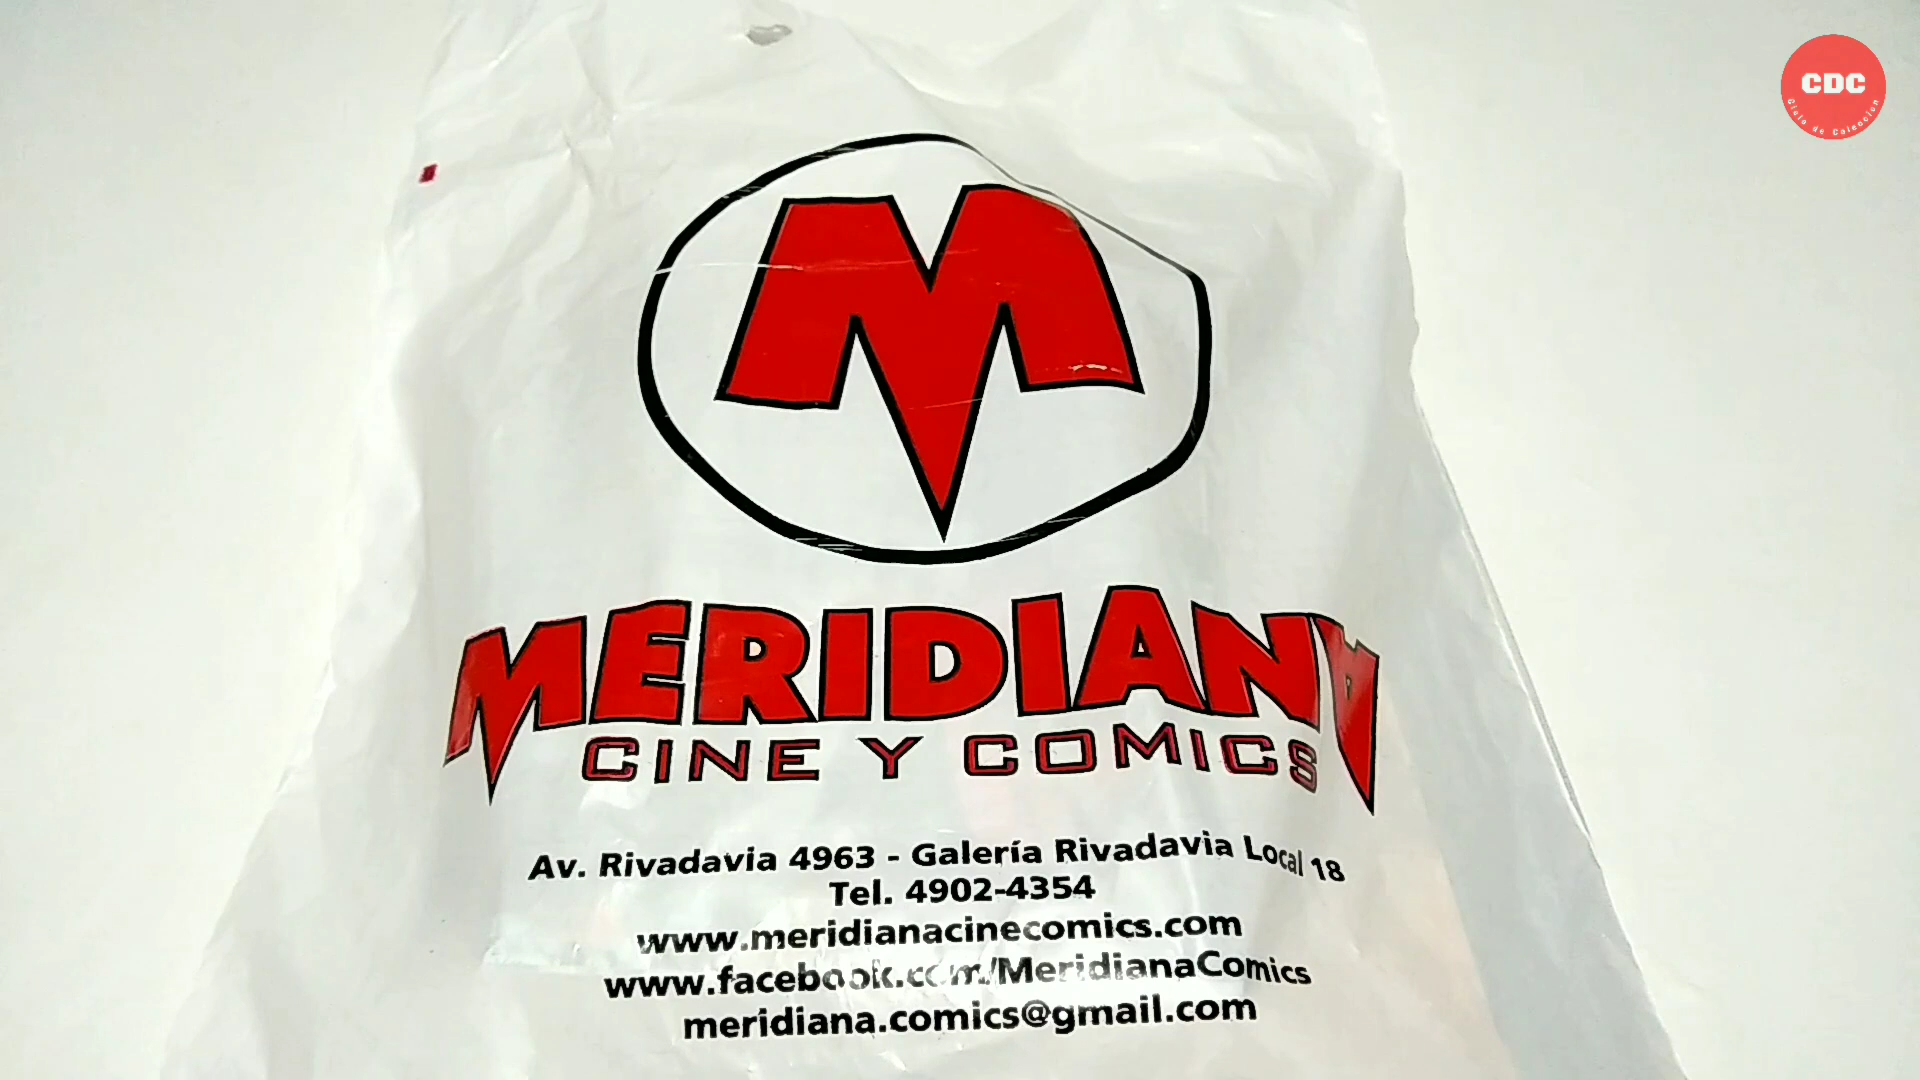 CDC
M
MERIDIANA
CINE Y COMICS
Av. Rivadavia 4963 - Galería Rivadavia Local 18
Tel. 4902-4354
www.meridianacinecomics.com
www.facebook.com/MeridianaComics
meridiana.comics@gmail.com